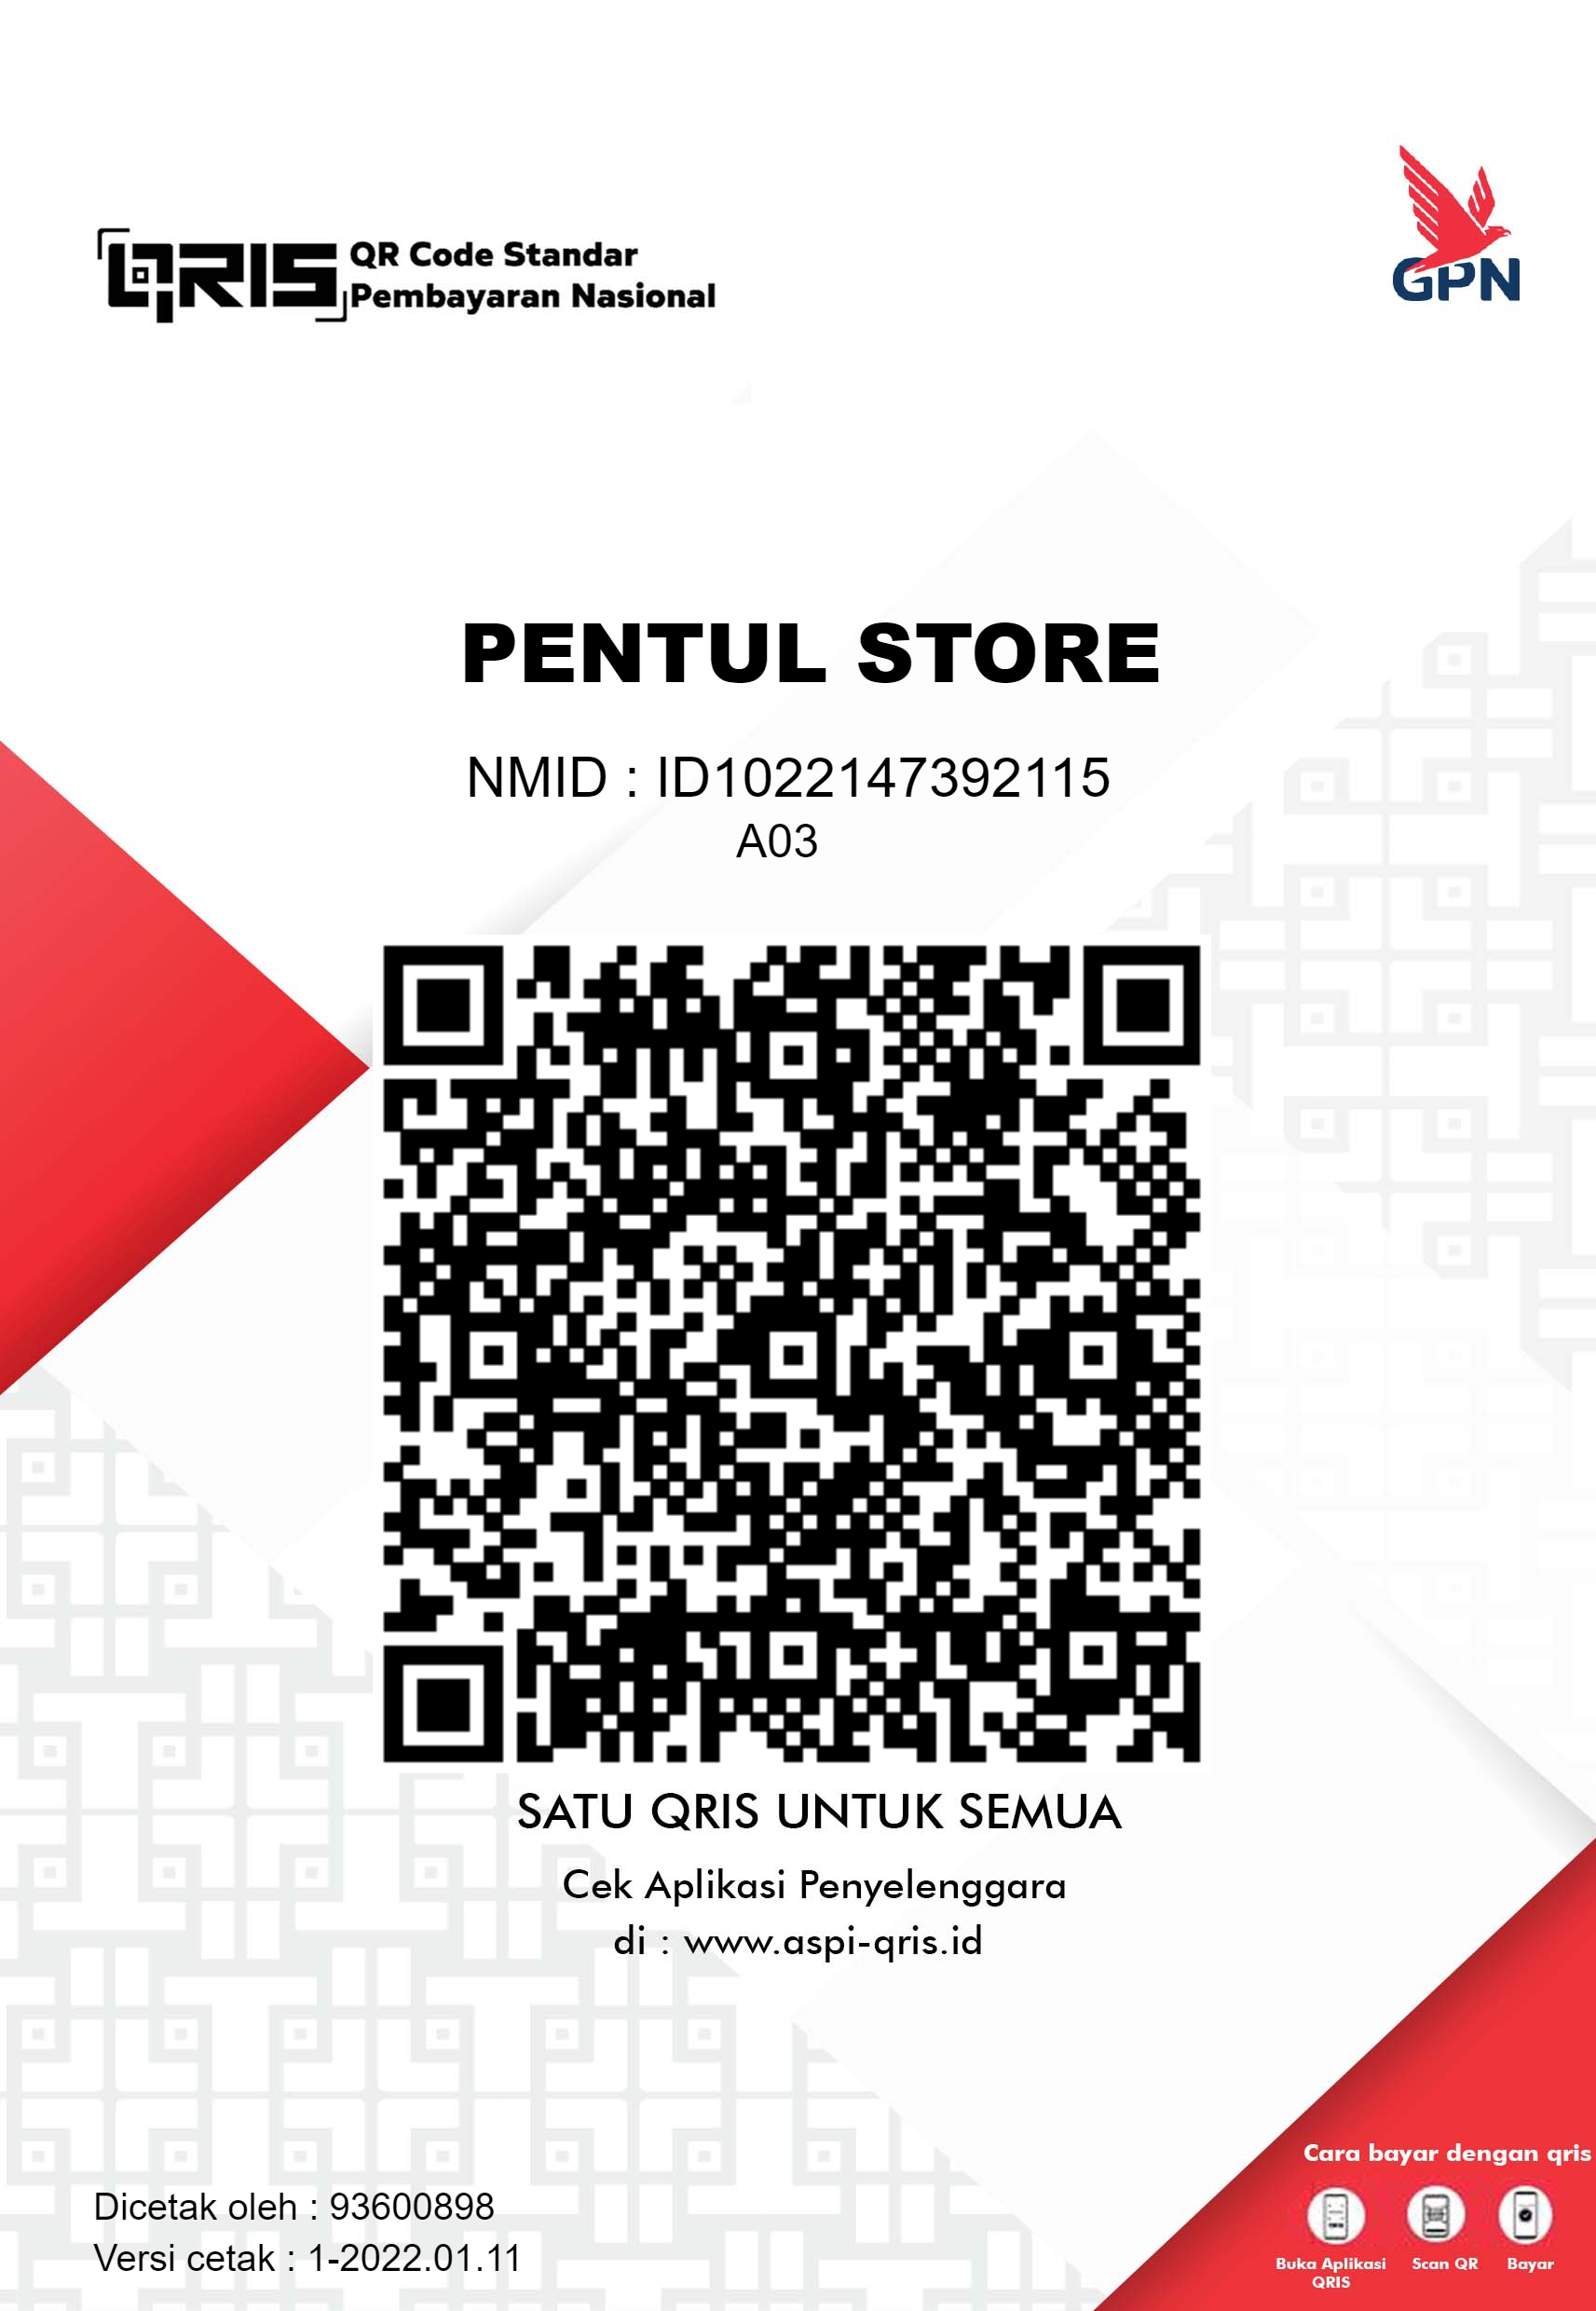 QRIS
QR Code Standar
Pembayaran Nasional
GPN
PENTUL STORE
NMID : ID1022147392115
A03
SATU QRIS UNTUK SEMUA
Cek Aplikasi Penyelenggara
di : www.aspi-qris.id
Dicetak oleh : 93600898
Versi cetak : 1-2022.01.11
Cara bayar dengan qris
Buka Aplikasi
QRIS
Scan QR
Bayar